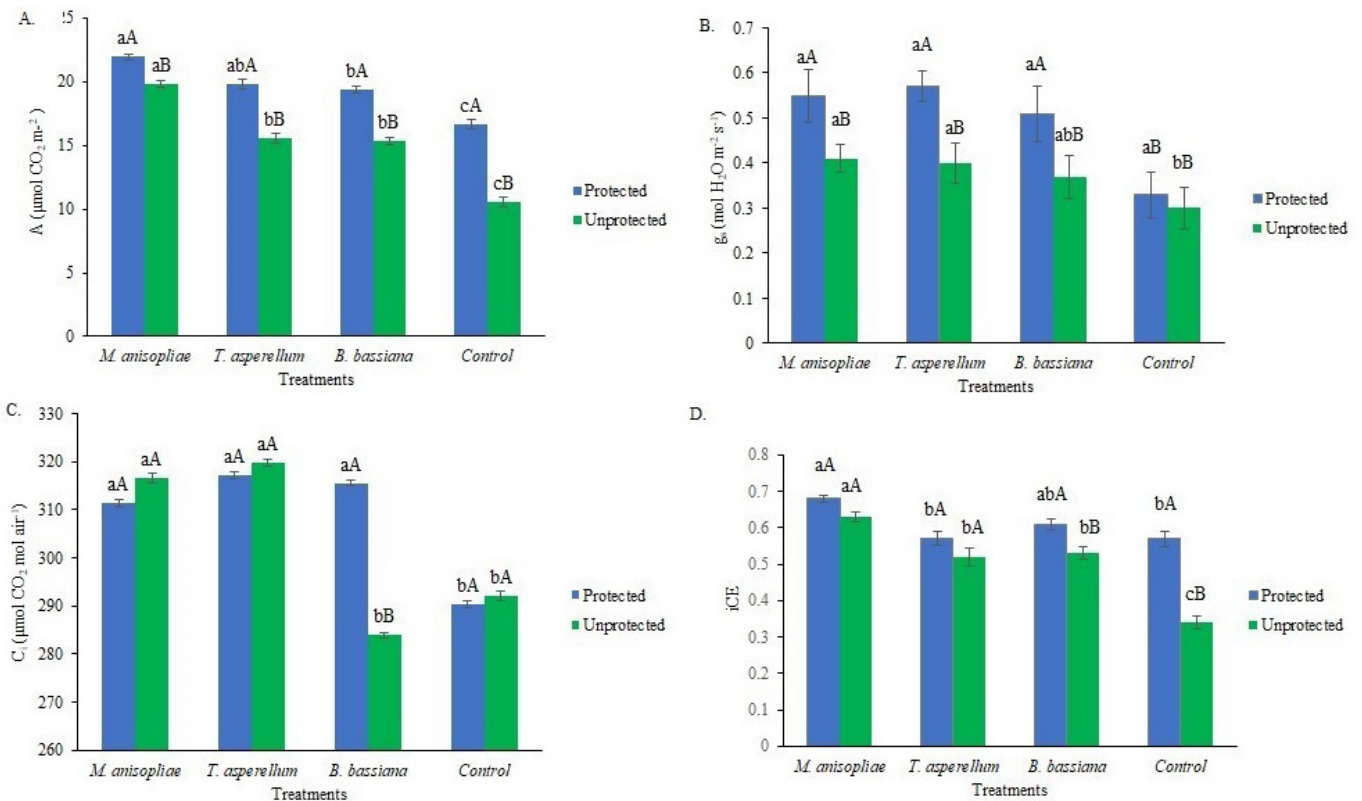 A.
25
aA
aB
abA
bB
bA
bB
cA
cB
20
15
10
5
0
A (µmol CO₂ m⁻²)
Protected
Unprotected
M. anisopliae T. asperellum B. bassiana Control
Treatments
B.
0.7
0.6
0.5
0.4
0.3
0.2
0.1
0
aA
aB
aA
aB
aA
abB
aB
bB
gₛ (mol H₂O m⁻² s⁻¹)
Protected
Unprotected
M. anisopliae T. asperellum B. bassiana Control
Treatments
C.
330
320
310
300
290
280
270
260
aA
aA
aA
aA
aA
bB
bA
bA
Cᵢ (µmol CO₂ mol air⁻¹)
Protected
Unprotected
M. anisopliae T. asperellum B. bassiana Control
Treatments
D.
0.8
0.7
0.6
0.5
0.4
0.3
0.2
0.1
0
aA
aA
bA
bA
abA
bB
bA
cB
iCE
Protected
Unprotected
M. anisopliae T. asperellum B. bassiana Control
Treatments